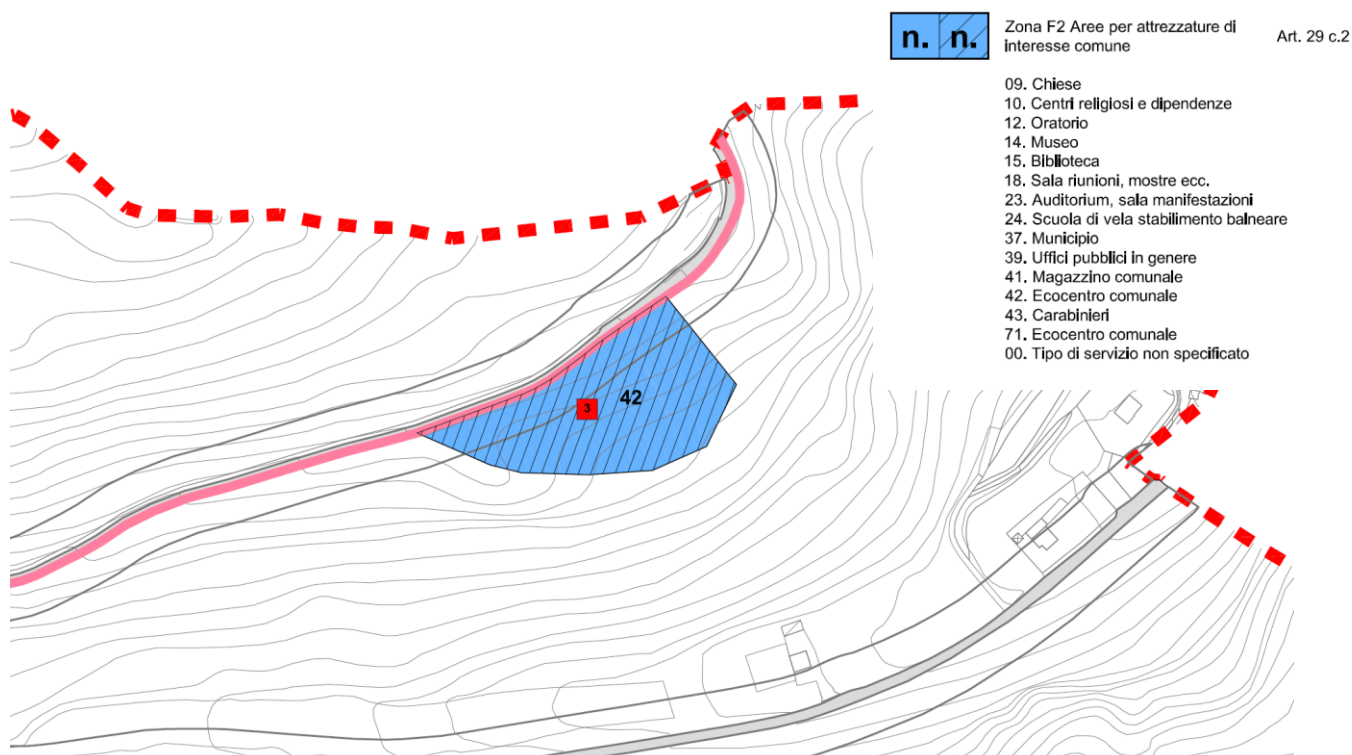 n. n.
Zona F2 Aree per attrezzature di
interesse comune
Art. 29 c.2
09. Chiese
10. Centri religiosi e dipendenze
12. Oratorio
14. Museo
15. Biblioteca
18. Sala riunioni, mostre ecc.
23. Auditorium, sala manifestazioni
24. Scuola di vela stabilimento balneare
37. Municipio
39. Uffici pubblici in genere
41. Magazzino comunale
42. Ecocentro comunale
43. Carabinieri
71. Ecocentro comunale
00. Tipo di servizio non specificato
42
3